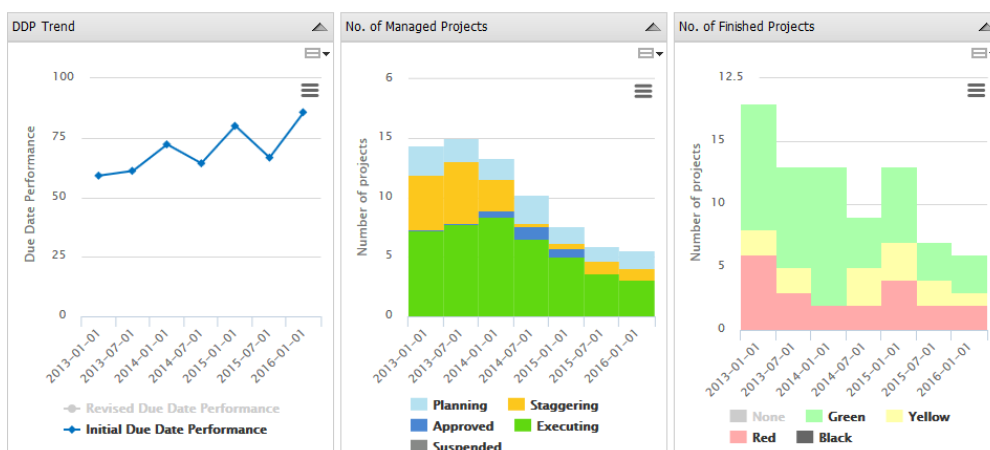 DDP Trend
100
75
50
25
0
Due Date Performance
2013-01-01
2013-07-01
2014-01-01
2014-07-01
2015-01-01
2015-07-01
2016-01-01
Revised Due Date Performance
Initial Due Date Performance
No. of Managed Projects
6
15
10
5
0
Number of projects
2013-01-01
2013-07-01
2014-01-01
2014-07-01
2015-01-01
2015-07-01
2016-01-01
Planning Staggering
Approved Executing
Suspended
No. of Finished Projects
12.5
15
10
5
0
Number of projects
2013-01-01
2013-07-01
2014-01-01
2014-07-01
2015-01-01
2015-07-01
2016-01-01
None Green Yellow
Red Black